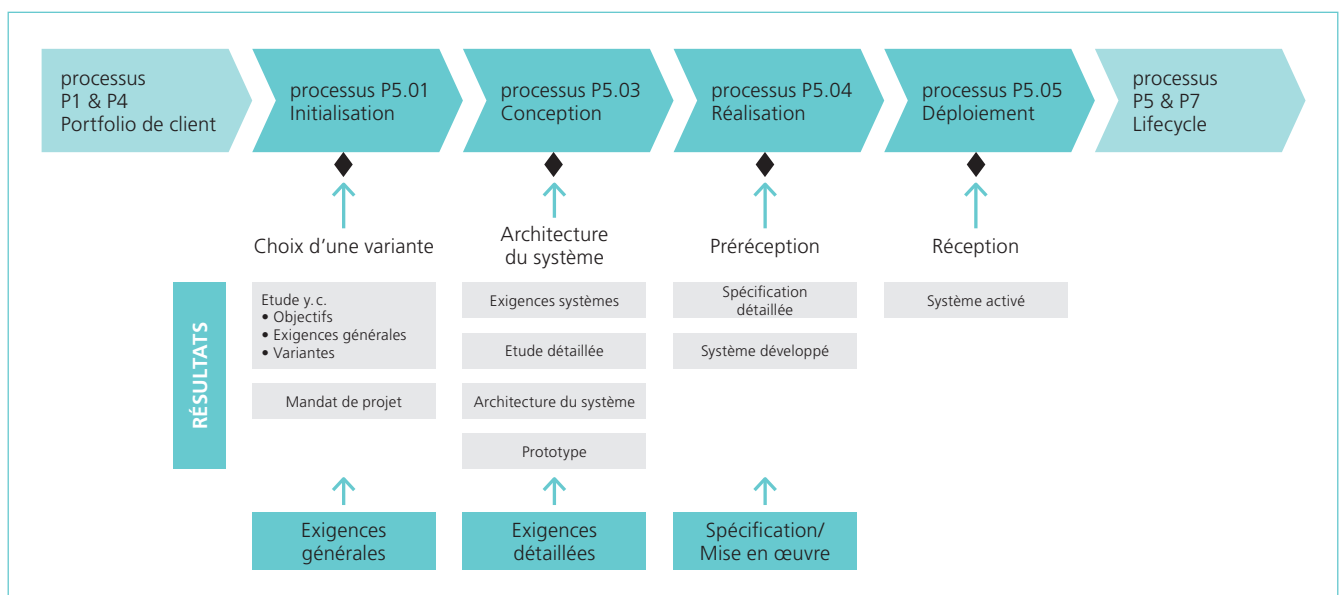 processus
P1 & P4
Portfolio de client
processus P5.01
Initialisation
processus P5.03
Conception
processus P5.04
Réalisation
processus P5.05
Déploiement
processus
P5 & P7
Lifecycle
Choix d'une variante
Architecture
du système
Préréception
Réception
RÉSULTATS
Etude y. c.
• Objectifs
• Exigences générales
• Variantes
Mandat de projet
Exigences systèmes
Etude détaillée
Architecture du système
Prototype
Spécification
détaillée
Système développé
Système activé
Exigences
générales
Exigences
détaillées
Spécification/
Mise en œuvre